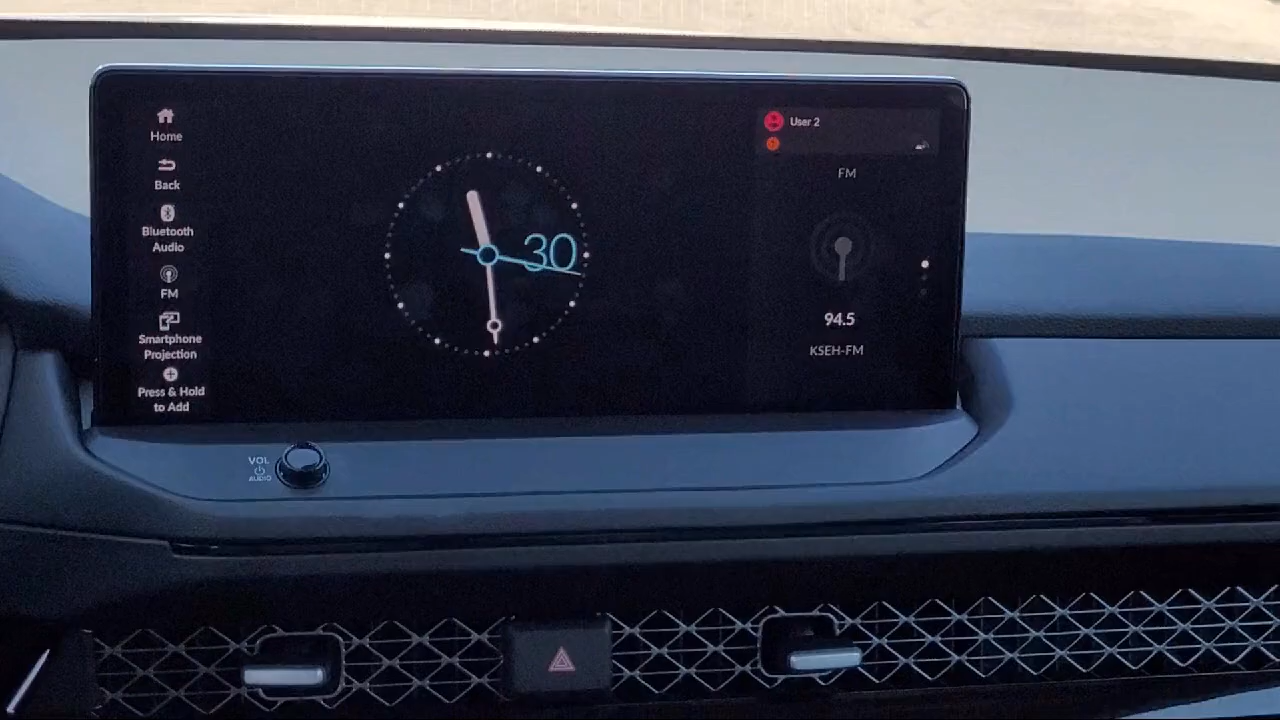 Home
Back
Bluetooth
Audio
FM
Smartphone
Projection
Press & Hold
to Add
30
User 2
FM
94.5
KSEH-FM
VOL
AUDIO